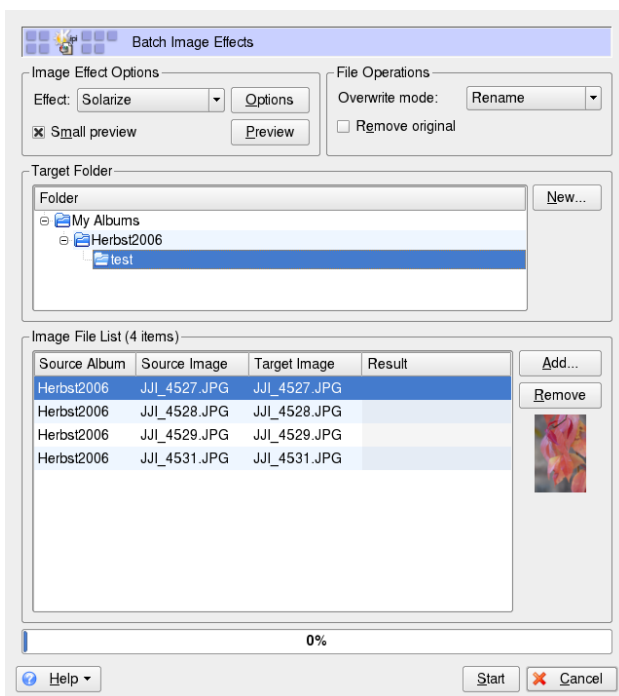 Batch Image Effects
Image Effect Options
File Operations
Effect: Solarize Options
Overwrite mode: Rename
Small preview Preview
Remove original
Target Folder
Folder
New...
My Albums
Herbst2006
test
Image File List (4 items)
Source Album Source Image Target Image Result
Add...
Herbst2006 JJI_4527.JPG JJI_4527.JPG
Remove
Herbst2006 JJI_4528.JPG JJI_4528.JPG
Herbst2006 JJI_4529.JPG JJI_4529.JPG
Herbst2006 JJI_4531.JPG JJI_4531.JPG
0%
Help Start Cancel